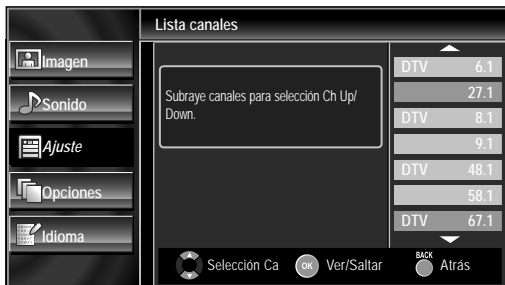 Lista canales
Imagen
Sonido
Ajuste
Opciones
Idioma
Subraye canales para selección Ch Up/
Down.
DTV 6.1
27.1
DTV 8.1
9.1
DTV 48.1
58.1
DTV 67.1
Selección Ca
OK Ver/Saltar
BACK Atrás